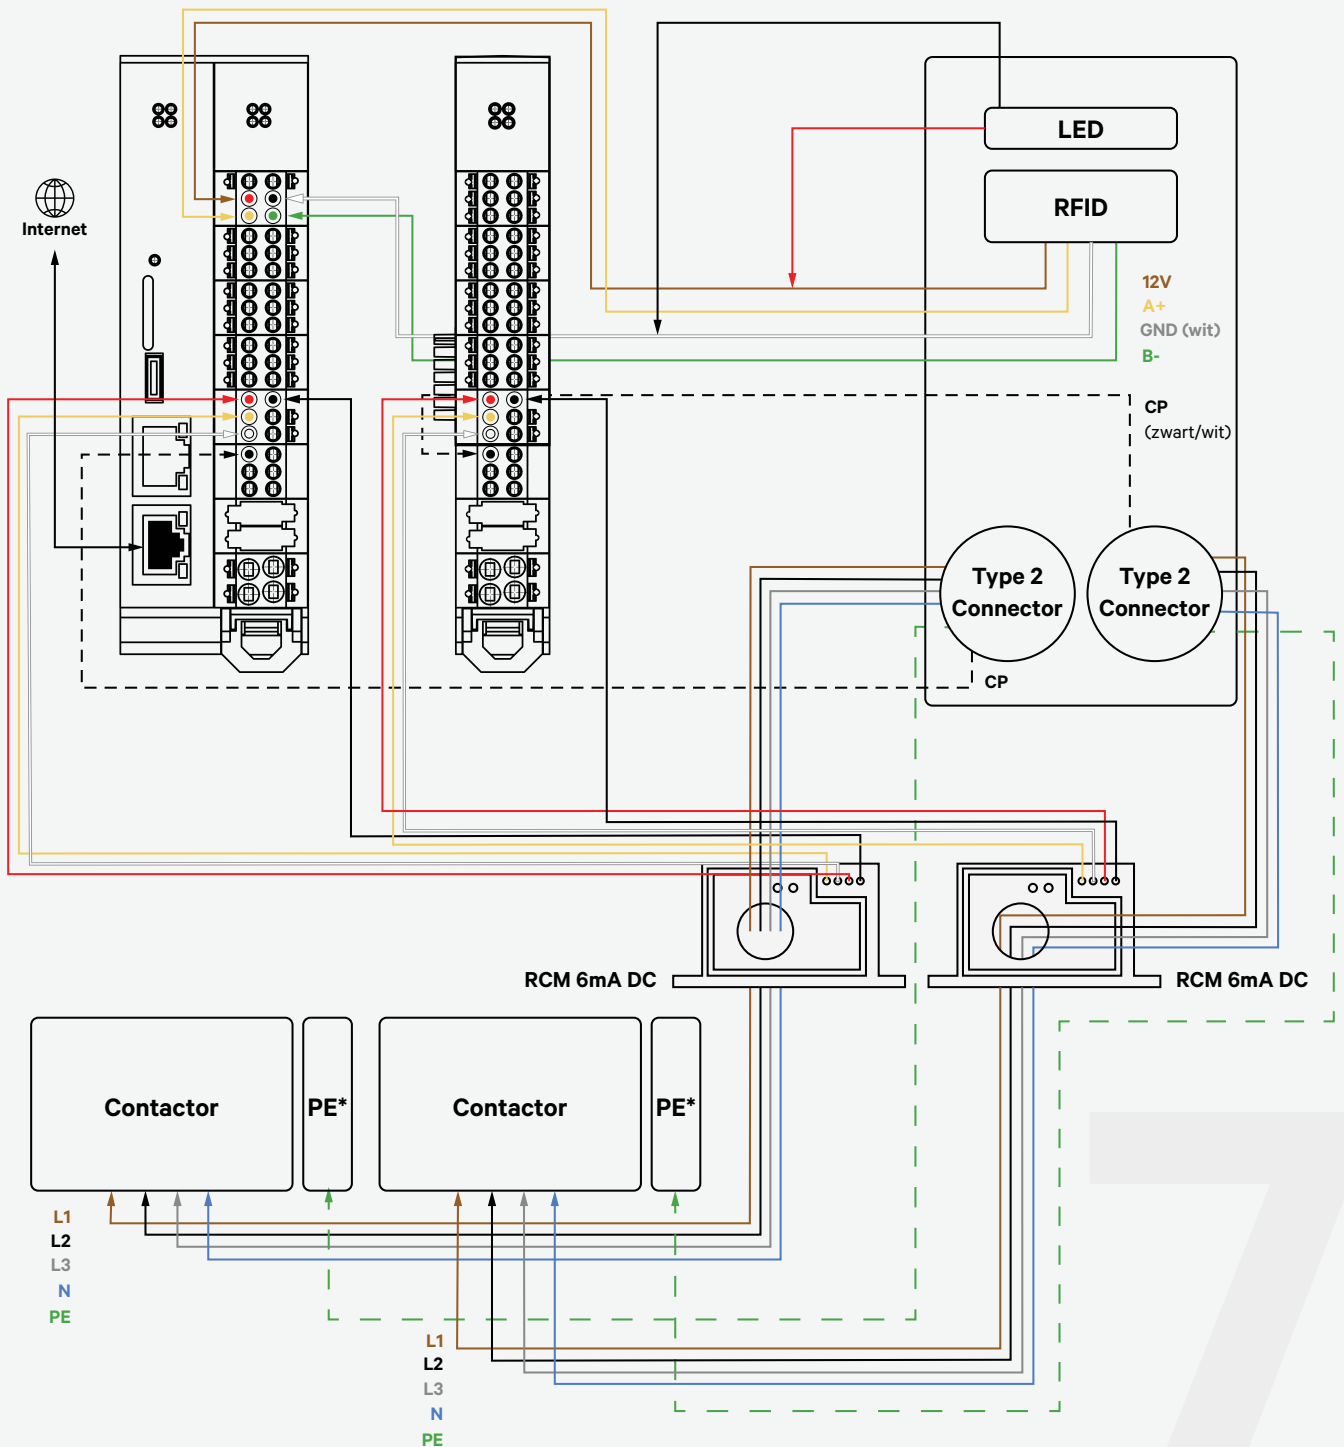 LED
RFID
Internet
12V
A+
GND (wit)
B-
CP
(zwart/wit)
Type 2
Connector
Type 2
Connector
CP
RCM 6mA DC
RCM 6mA DC
Contactor
PE*
Contactor
PE*
L1
L2
L3
N
PE
L1
L2
L3
N
PE
7